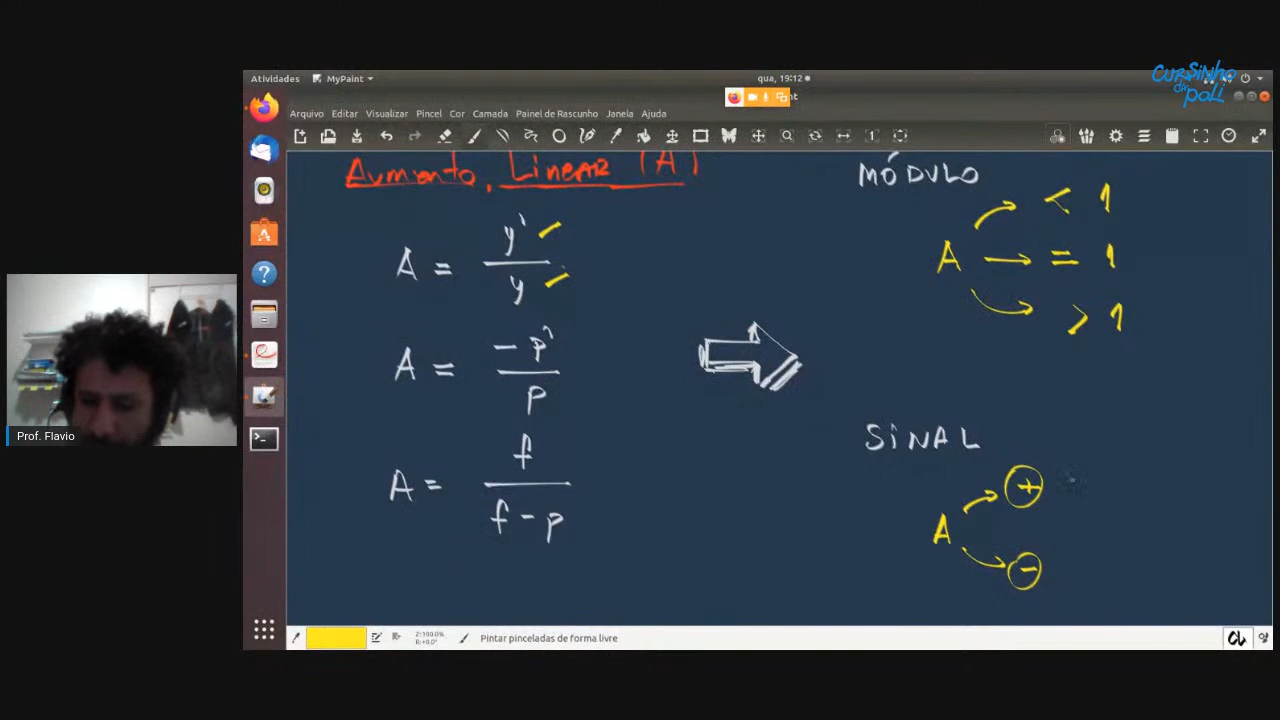 CURSINHO
da
POLI
Atividades MyPaint qua, 19:12
Arquivo Editar Visualizar Pincel Cor Camada Painel de Rascunho Janela Ajuda
Aumento Linear (A)
A = y' / y
A = -p' / p
A = f / f - p
MÓDULO
A < 1
= 1
> 1
SINAL
A +
-
Prof. Flavio
Pintar pinceladas de forma livre